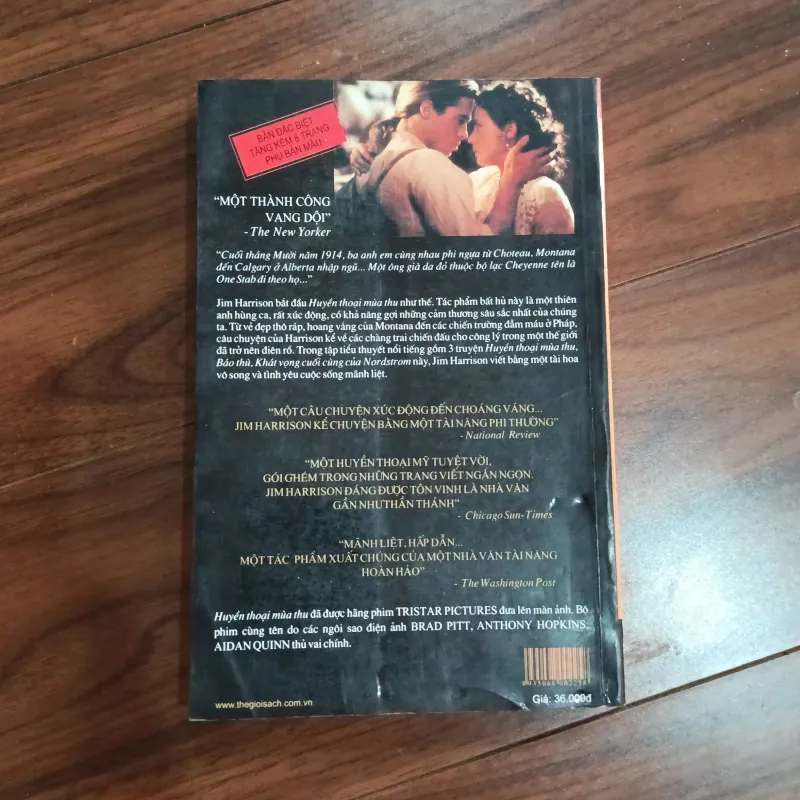 BẢN ĐẶC BIỆT
TẶNG KÈM 8 TRANG
PHỤ BẢN MÀU
“MỘT THÀNH CÔNG
VANG DỘI”
- The New Yorker
“Cuối tháng Mười năm 1914, ba anh em cùng nhau phi ngựa từ Choteau, Montana
đến Calgary ở Alberta nhập ngũ... Một ông già da đỏ thuộc bộ lạc Cheyenne tên là
One Stab đi theo họ...”
Jim Harrison bắt đầu Huyền thoại mùa thu như thế. Tác phẩm bất hủ này là một thiên
anh hùng ca, rất xúc động, có khả năng gợi những cảm thương sâu sắc nhất của chúng
ta. Từ vẻ đẹp thô ráp, hoang vắng của Montana đến các chiến trường đẫm máu ở Pháp,
câu chuyện của Harrison kể về các chàng trai chiến đấu cho công lý trong một thế giới
đã trở nên điên rồ. Trong tập tiểu thuyết nổi tiếng gồm 3 truyện Huyền thoại mùa thu,
Báo thù, Khát vọng cuối cùng của Nordstrom này, Jim Harrison viết bằng một tài hoa
vô song và tình yêu cuộc sống mãnh liệt.
“MỘT CÂU CHUYỆN XÚC ĐỘNG ĐẾN CHOÁNG VÁNG...
JIM HARRISON KỂ CHUYỆN BẰNG MỘT TÀI NĂNG PHI THƯỜNG”
- National Review
“MỘT HUYỀN THOẠI MỸ TUYỆT VỜI,
GÓI GHÉM TRONG NHỮNG TRANG VIẾT NGẮN NGỌN.
JIM HARRISON ĐÁNG ĐƯỢC TÔN VINH LÀ NHÀ VĂN
GẦN NHƯ THẦN THÁNH”
- Chicago Sun-Times
“MÃNH LIỆT, HẤP DẪN...
MỘT TÁC PHẨM XUẤT CHÚNG CỦA MỘT NHÀ VĂN TÀI NĂNG
HOÀN HẢO”
- The Washington Post
Huyền thoại mùa thu đã được hãng phim TRISTAR PICTURES đưa lên màn ảnh. Bộ
phim cùng tên do các ngôi sao điện ảnh BRAD PITT, ANTHONY HOPKINS,
AIDAN QUINN thủ vai chính.
www.thegioisach.com.vn
Giá: 36.000đ